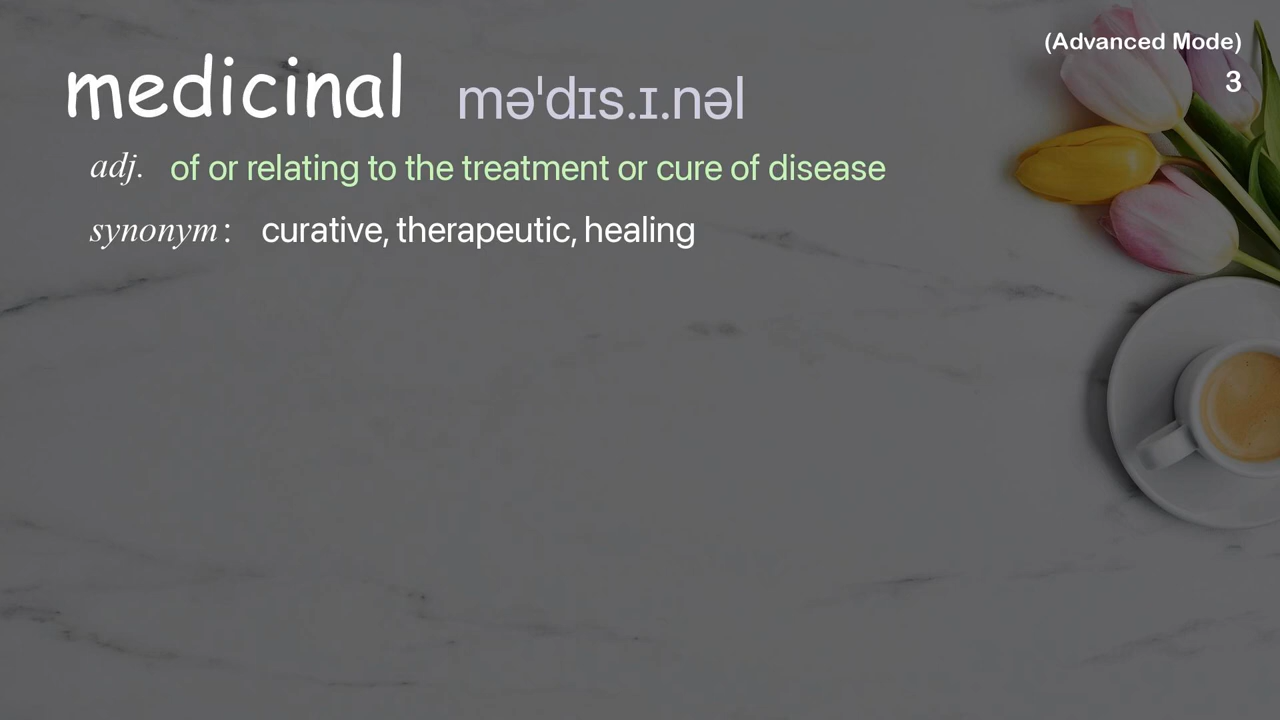 (Advanced Mode)
3
medicinal məˈdɪs.ɪ.nəl
adj. of or relating to the treatment or cure of disease
synonym: curative, therapeutic, healing